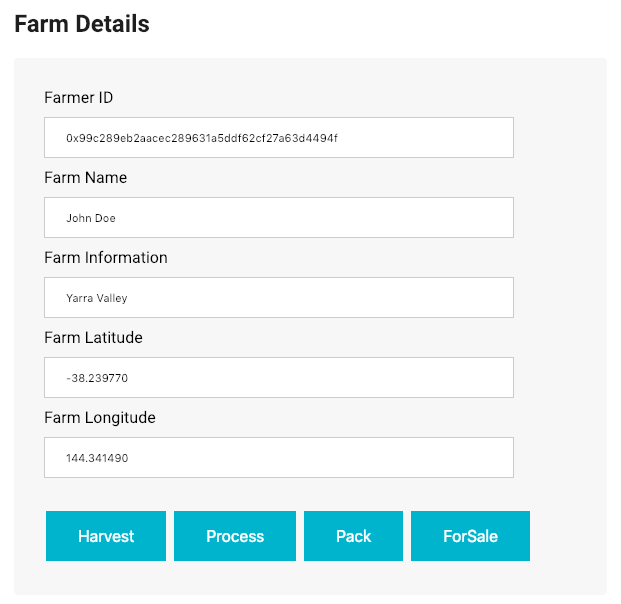 Farm Details
Farmer ID
0x99c289eb2aacec289631a5ddf62cf27a63d4494f
Farm Name
John Doe
Farm Information
Yarra Valley
Farm Latitude
-38.239770
Farm Longitude
144.341490
Harvest Process Pack ForSale